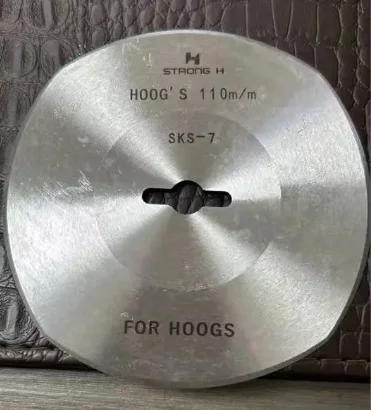 H
STRONG H
HOOG'S 110m/m
SKS-7
FOR HOOGS